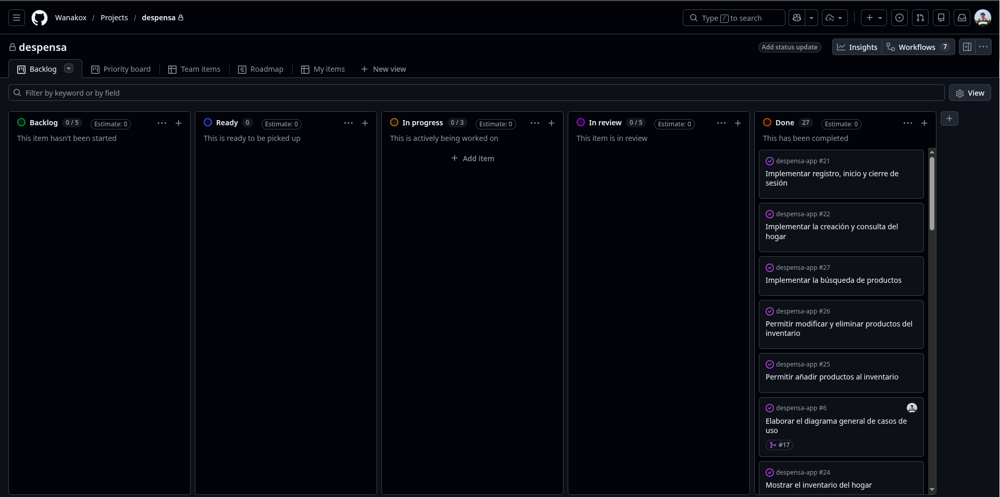 Wanakox / Projects / despensa
Type / to search
despensa
Add status update
Insights
Workflows 7
Backlog
Priority board
Team items
Roadmap
My items
New view
Filter by keyword or by field
View
Backlog 0 / 5 Estimate: 0
This item hasn't been started
Ready 0 Estimate: 0
This is ready to be picked up
In progress 0 / 3 Estimate: 0
This is actively being worked on
Add item
In review 0 / 5 Estimate: 0
This item is in review
Done 27 Estimate: 0
This has been completed
despensa-app #21
Implementar registro, inicio y cierre de
sesión
despensa-app #22
Implementar la creación y consulta del
hogar
despensa-app #27
Implementar la búsqueda de productos
despensa-app #26
Permitir modificar y eliminar productos del
inventario
despensa-app #25
Permitir añadir productos al inventario
despensa-app #6
Elaborar el diagrama general de casos de
uso
#17
despensa-app #24
Mostrar el inventario del hogar